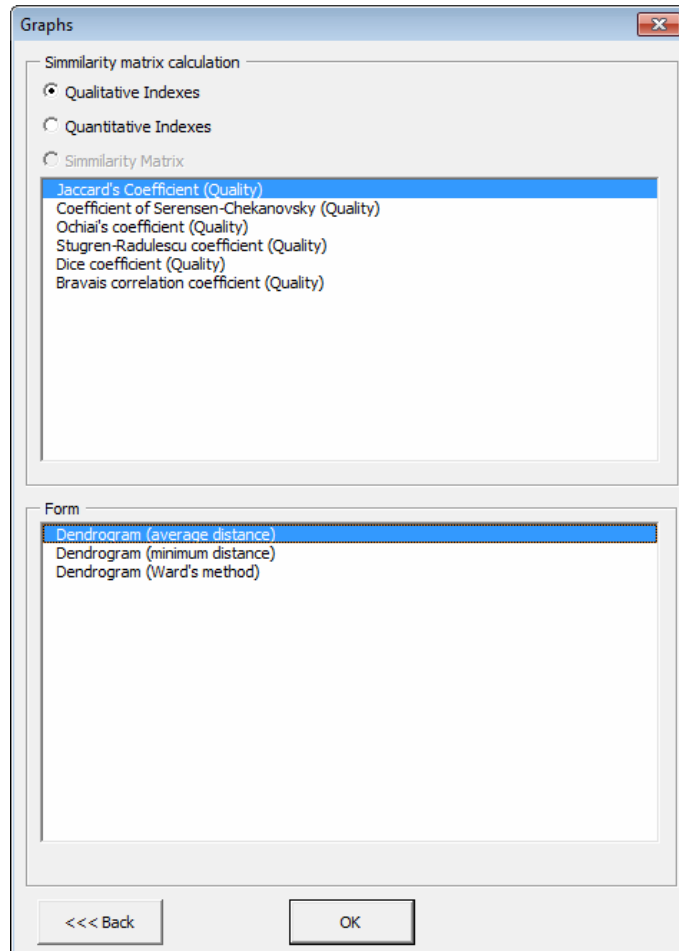 Graphs
Simmilarity matrix calculation
Qualitative Indexes
Quantitative Indexes
Simmilarity Matrix
Jaccard's Coefficient (Quality)
Coefficient of Serensen-Chekanovsky (Quality)
Ochiai's coefficient (Quality)
Stugren-Radulescu coefficient (Quality)
Dice coefficient (Quality)
Bravais correlation coefficient (Quality)
Form
Dendrogram (average distance)
Dendrogram (minimum distance)
Dendrogram (Ward's method)
<<< Back
OK